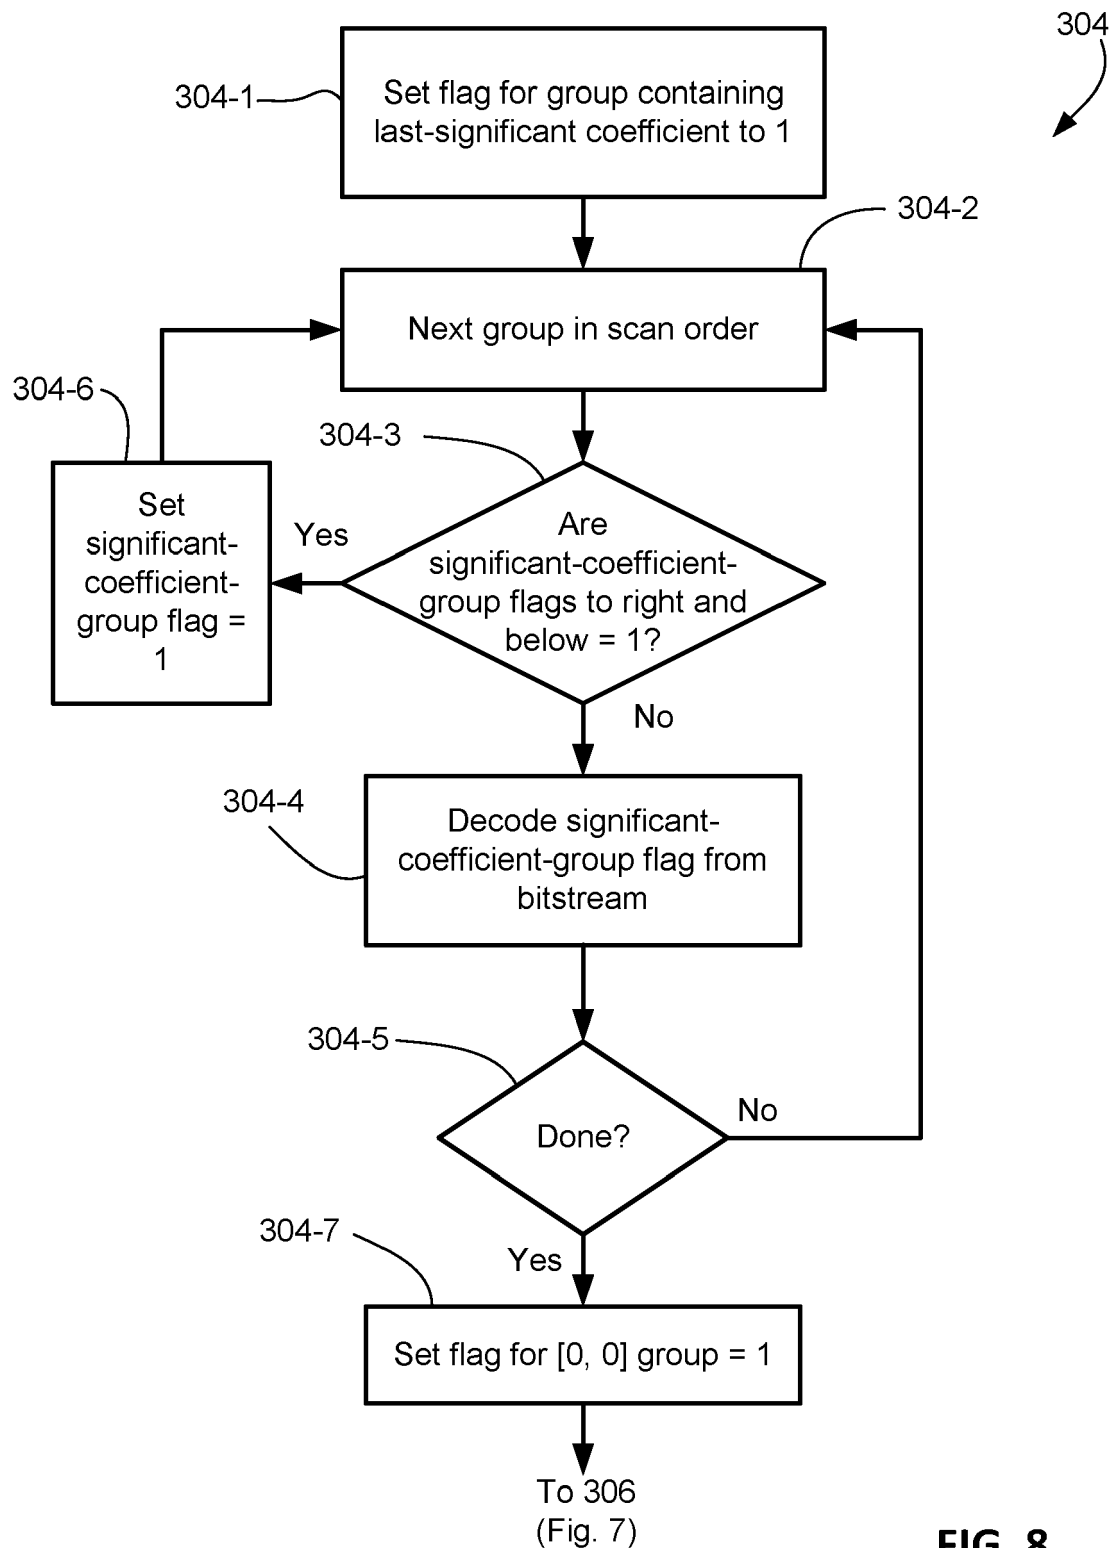 304
304-1
Set flag for group containing
last-significant coefficient to 1
304-2
Next group in scan order
304-6
304-3
Set
significant-
coefficient-
group flag =
1
Yes
Are
significant-coefficient-
group flags to right and
below = 1?
No
304-4
Decode significant-
coefficient-group flag from
bitstream
304-5
Done?
No
304-7
Yes
Set flag for [0, 0] group = 1
To 306
(Fig. 7)
FIG. 8